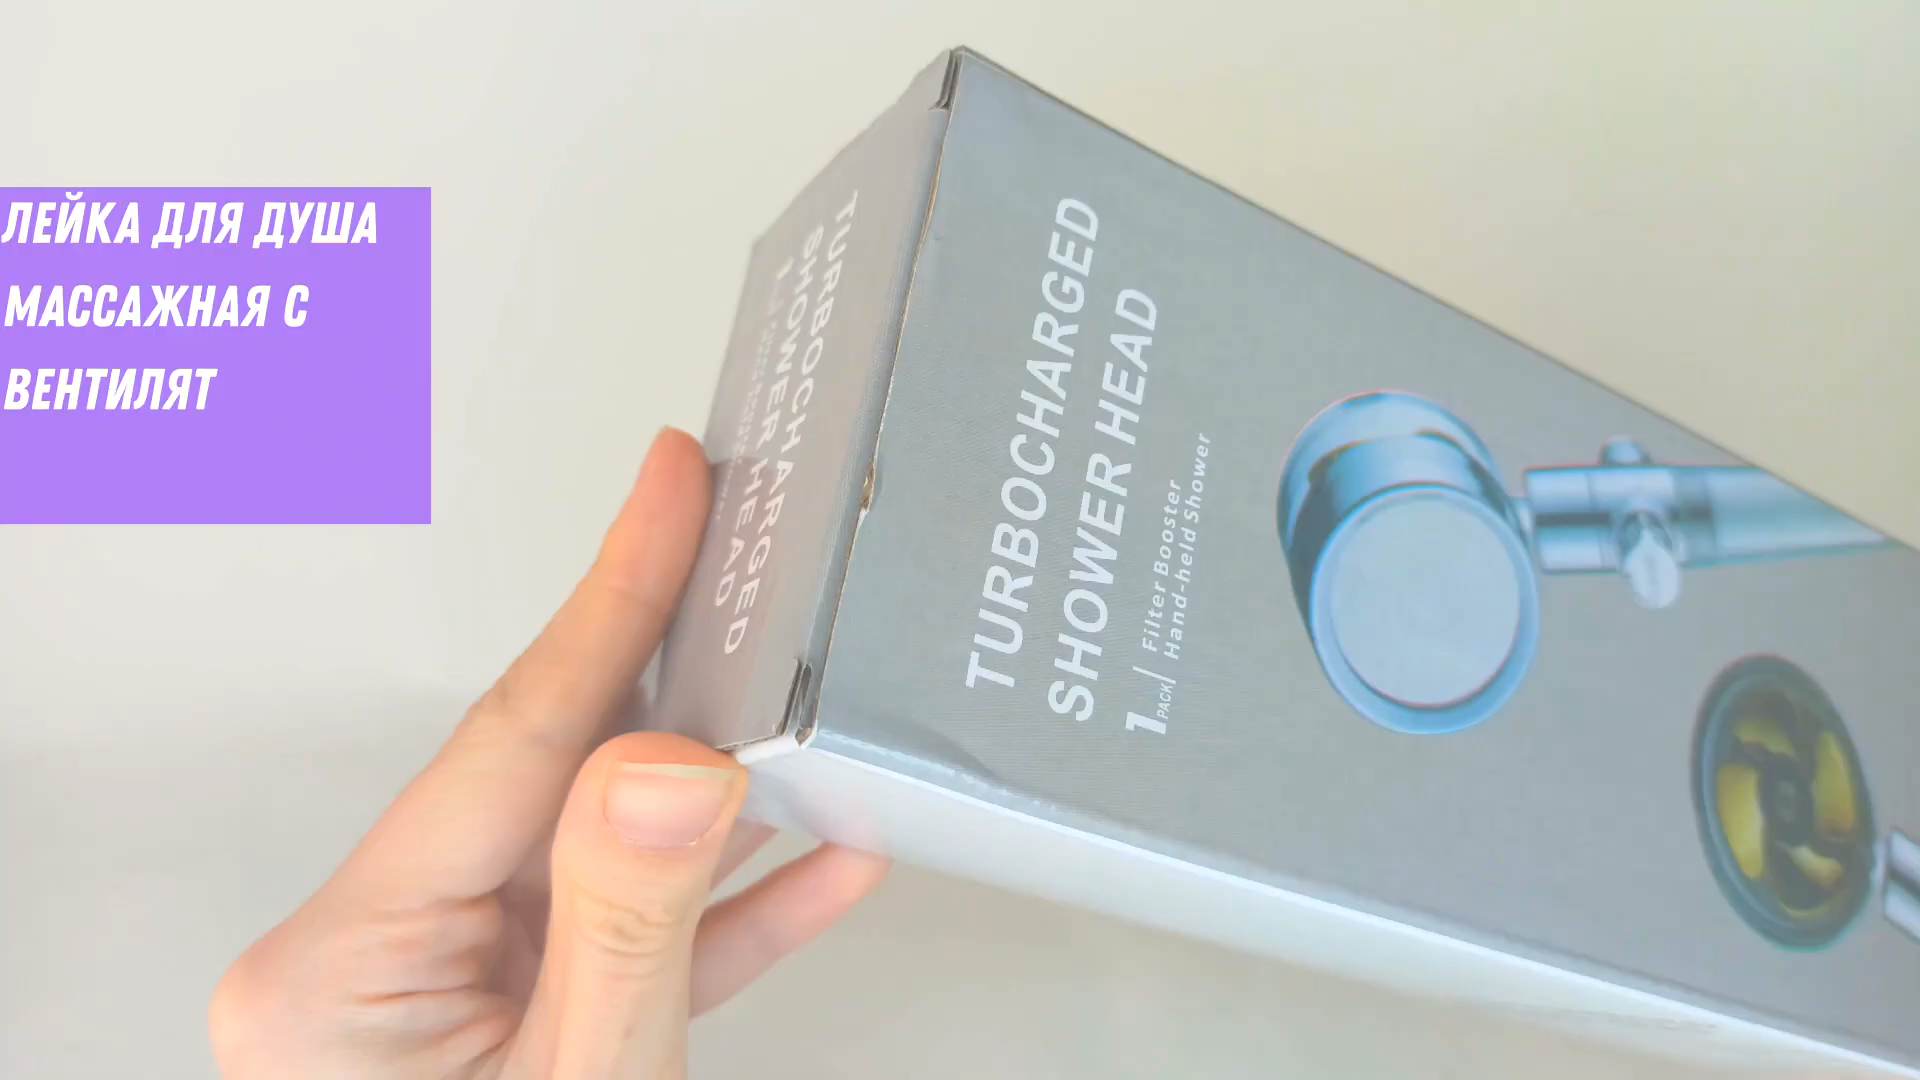 ЛЕЙКА ДЛЯ ДУША
МАССАЖНАЯ С
ВЕНТИЛЯТ
TURBOCHARGED
SHOWER HEAD
TURBOCHARGED
SHOWER HEAD
1 PACK
Filter Booster
Hand-held Shower